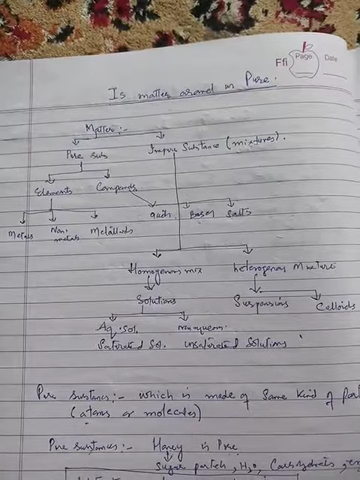 Ffi Page Date
Is matter around us Pure.
Matter:-
Pure subs Impure Substance (mixtures).
Elements Compounds
Metals Non-metals Metalloids Acids Bases Salts
Homogenous mix heterogenous Mixture
Solutions Suspensions Colloids
Aq. Sol.
Saturated Sol. Unsaturated Solutions
Pure Substance:- which is made of Same kind of
(atoms or molecules)
Pure substances:- Honey is Pure
Sugar H₂O, Carbohydrates,